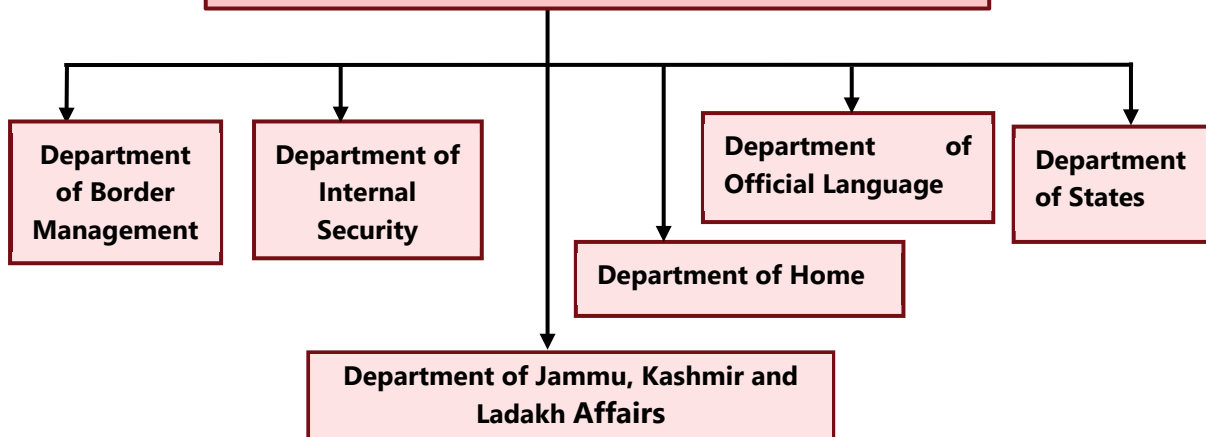 Department
of Border
Management
Department of
Internal
Security
Department of
Official Language
Department
of States
Department of Home
Department of Jammu, Kashmir and
Ladakh Affairs